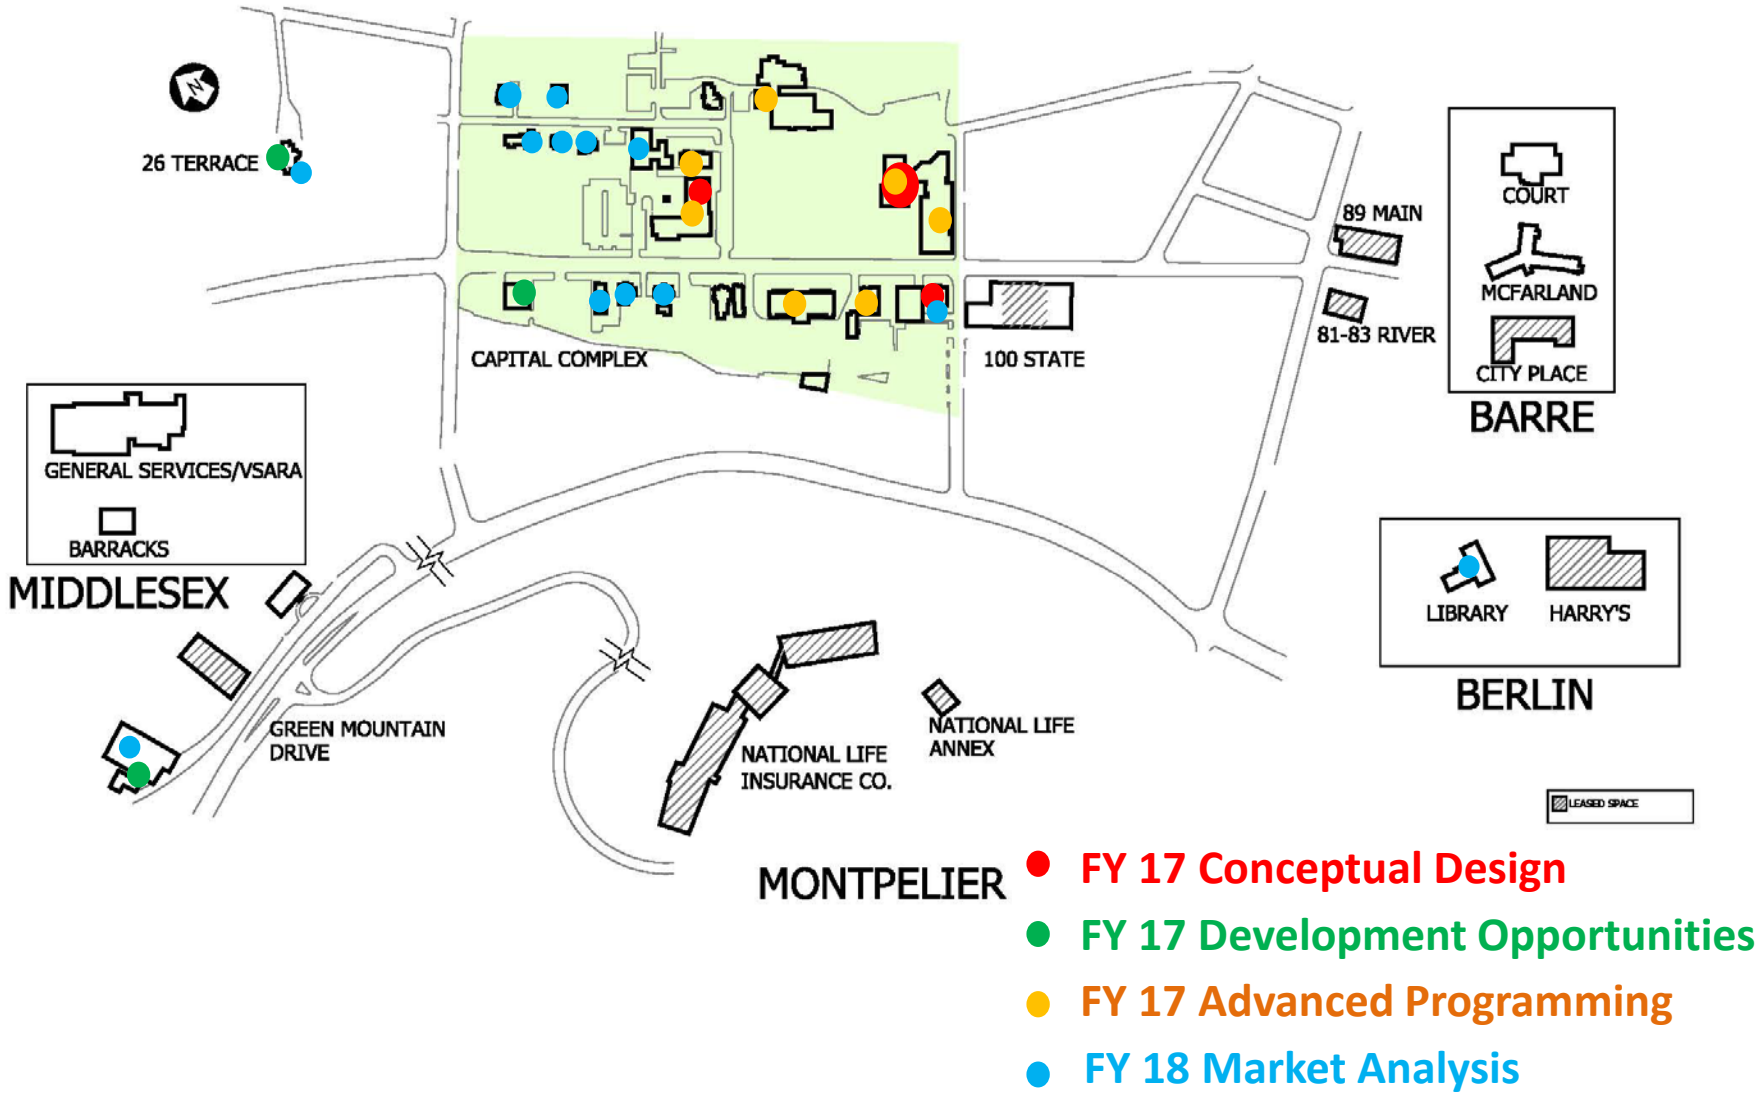 N
26 TERRACE
CAPITAL COMPLEX
100 STATE
89 MAIN
81-83 RIVER
COURT
MCFARLAND
CITY PLACE
BARRE
GENERAL SERVICES/VSARA
BARRACKS
MIDDLESEX
GREEN MOUNTAIN
DRIVE
NATIONAL LIFE
INSURANCE CO.
NATIONAL LIFE
ANNEX
LIBRARY
HARRY'S
BERLIN
LEASED SPACE
MONTPELIER
FY 17 Conceptual Design
FY 17 Development Opportunities
FY 17 Advanced Programming
FY 18 Market Analysis